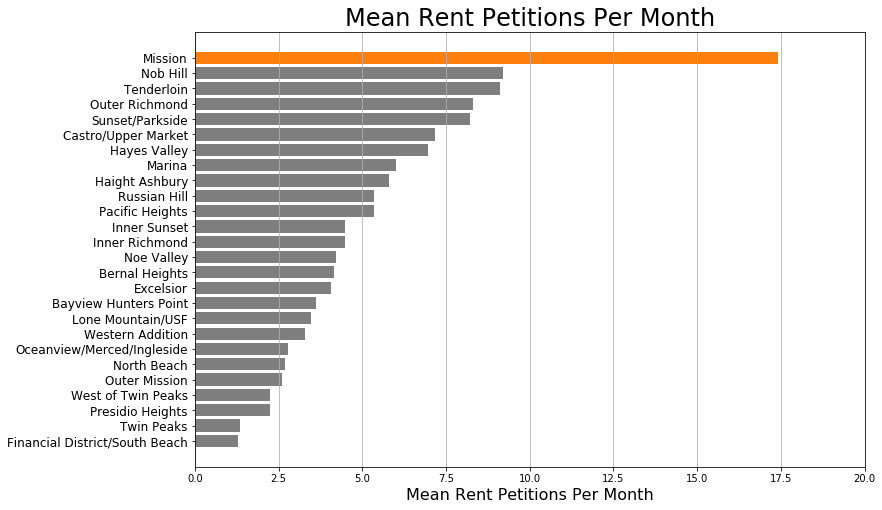 Mean Rent Petitions Per Month
Mission
Nob Hill
Tenderloin
Outer Richmond
Sunset/Parkside
Castro/Upper Market
Hayes Valley
Marina
Haight Ashbury
Russian Hill
Pacific Heights
Inner Sunset
Inner Richmond
Noe Valley
Bernal Heights
Excelsior
Bayview Hunters Point
Lone Mountain/USF
Western Addition
Oceanview/Merced/Ingleside
North Beach
Outer Mission
West of Twin Peaks
Presidio Heights
Twin Peaks
Financial District/South Beach
0.0 2.5 5.0 7.5 10.0 12.5 15.0 17.5 20.0
Mean Rent Petitions Per Month